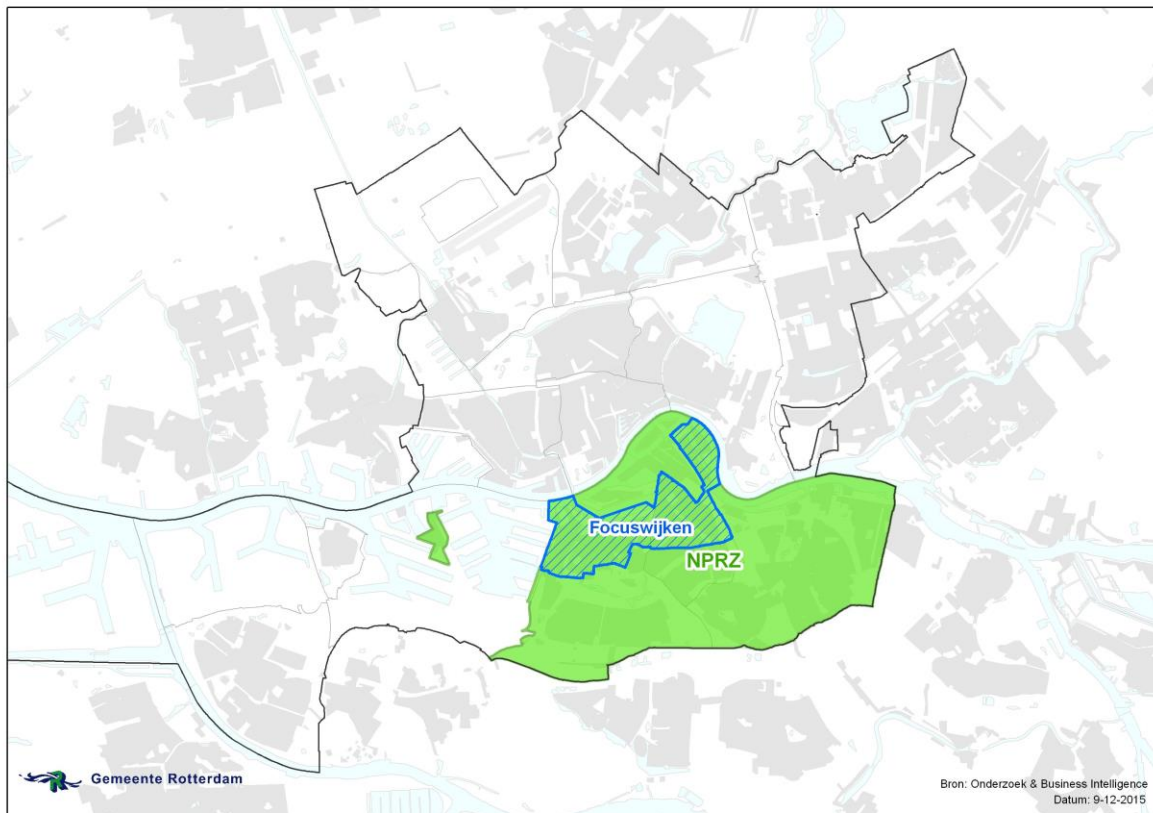 Focuswijken
NPRZ
Gemeente Rotterdam
Bron: Onderzoek & Business Intelligence
Datum: 9-12-2015